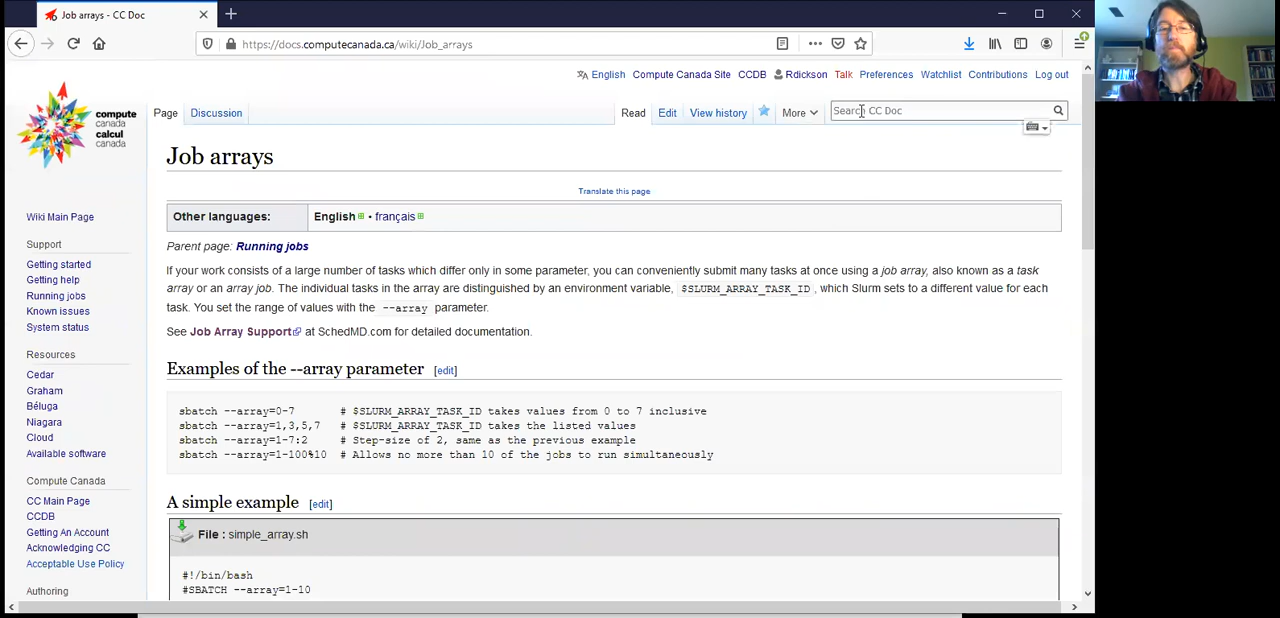 Job arrays - CC Doc
https://docs.computecanada.ca/wiki/Job_arrays
English Compute Canada Site CCDB Rdickson Talk Preferences Watchlist Contributions Log out
compute canada
calcul canada
Page Discussion Read Edit View history More Search CC Doc
Job arrays
Translate this page
Other languages: English • français
Parent page: Running jobs
If your work consists of a large number of tasks which differ only in some parameter, you can conveniently submit many tasks at once using a job array, also known as a task
array or an array job. The individual tasks in the array are distinguished by an environment variable, $SLURM_ARRAY_TASK_ID, which Slurm sets to a different value for each
task. You set the range of values with the --array parameter.
See Job Array Support at SchedMD.com for detailed documentation.
Examples of the --array parameter [edit]
sbatch --array=0-7 # $SLURM_ARRAY_TASK_ID takes values from 0 to 7 inclusive
sbatch --array=1,3,5,7 # $SLURM_ARRAY_TASK_ID takes the listed values
sbatch --array=1-7:2 # Step-size of 2, same as the previous example
sbatch --array=1-100%10 # Allows no more than 10 of the jobs to run simultaneously
A simple example [edit]
File : simple_array.sh
#!/bin/bash
#SBATCH --array=1-10
Wiki Main Page
Support
Getting started
Getting help
Running jobs
Known issues
System status
Resources
Cedar
Graham
Béluga
Niagara
Cloud
Available software
Compute Canada
CC Main Page
CCDB
Getting An Account
Acknowledging CC
Acceptable Use Policy
Authoring